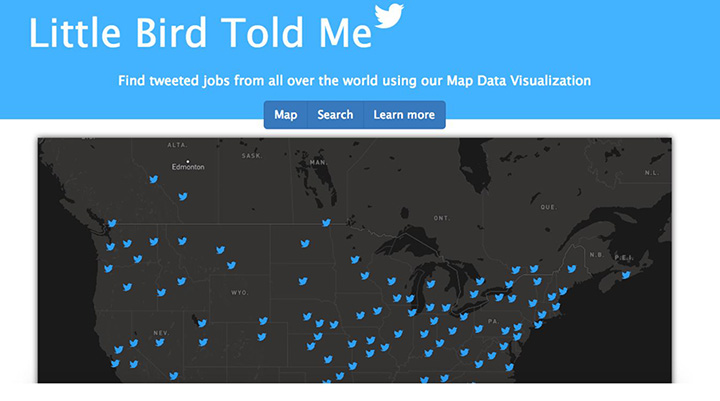 Little Bird Told Me
Find tweeted jobs from all over the world using our Map Data Visualization
Map Search Learn more
ALTA.
Edmonton
SASK.
MAN.
N.L.
ONT.
QUE.
N.B. P.E.I.
WYO.
NEV.
PA